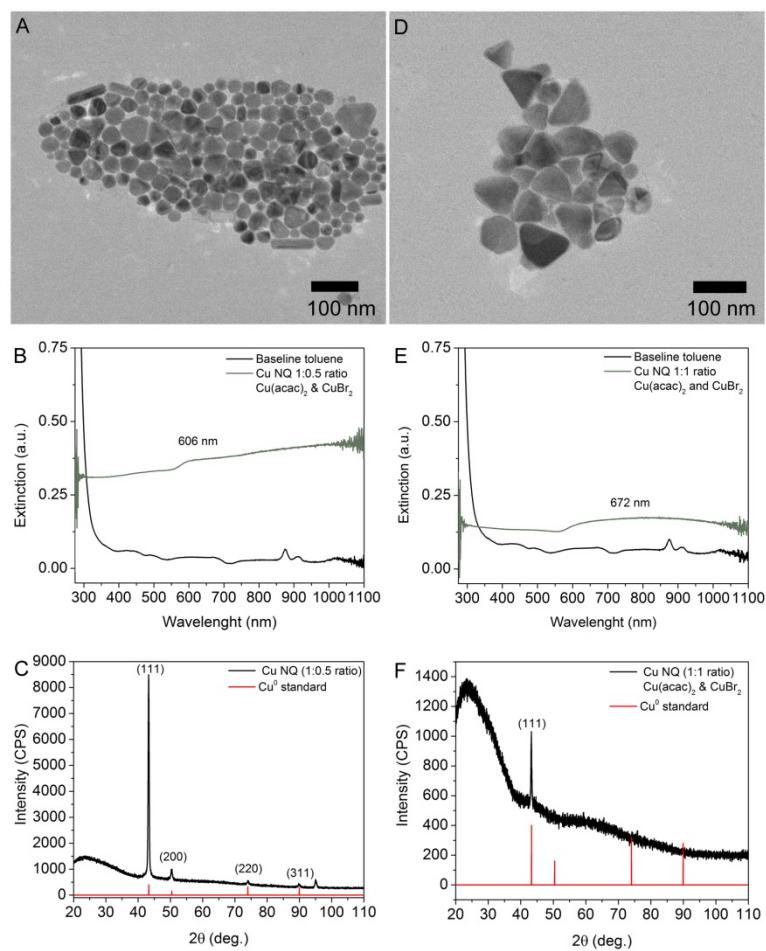 A
100 nm
D
100 nm
B
0.75
0.50
0.25
0.00
Extinction (a.u.)
Baseline toluene
Cu NQ 1:0.5 ratio
Cu(acac)₂ & CuBr₂
606 nm
300 400 500 600 700 800 900 1000 1100
Wavelenght (nm)
E
0.75
0.50
0.25
0.00
Extinction (a.u.)
Baseline toluene
Cu NQ 1:1 ratio
Cu(acac)₂ and CuBr₂
672 nm
300 400 500 600 700 800 900 1000 1100
Wavelenght (nm)
C
9000
8000
7000
6000
5000
4000
3000
2000
1000
0
Intensity (CPS)
(111)
Cu NQ (1:0.5 ratio)
Cu⁰ standard
(200)
(220)
(311)
20 30 40 50 60 70 80 90 100 110
2θ (deg.)
F
1400
1200
1000
800
600
400
200
0
Intensity (CPS)
Cu NQ (1:1 ratio)
Cu(acac)₂ & CuBr₂
Cu⁰ standard
(111)
20 30 40 50 60 70 80 90 100 110
2θ (deg.)